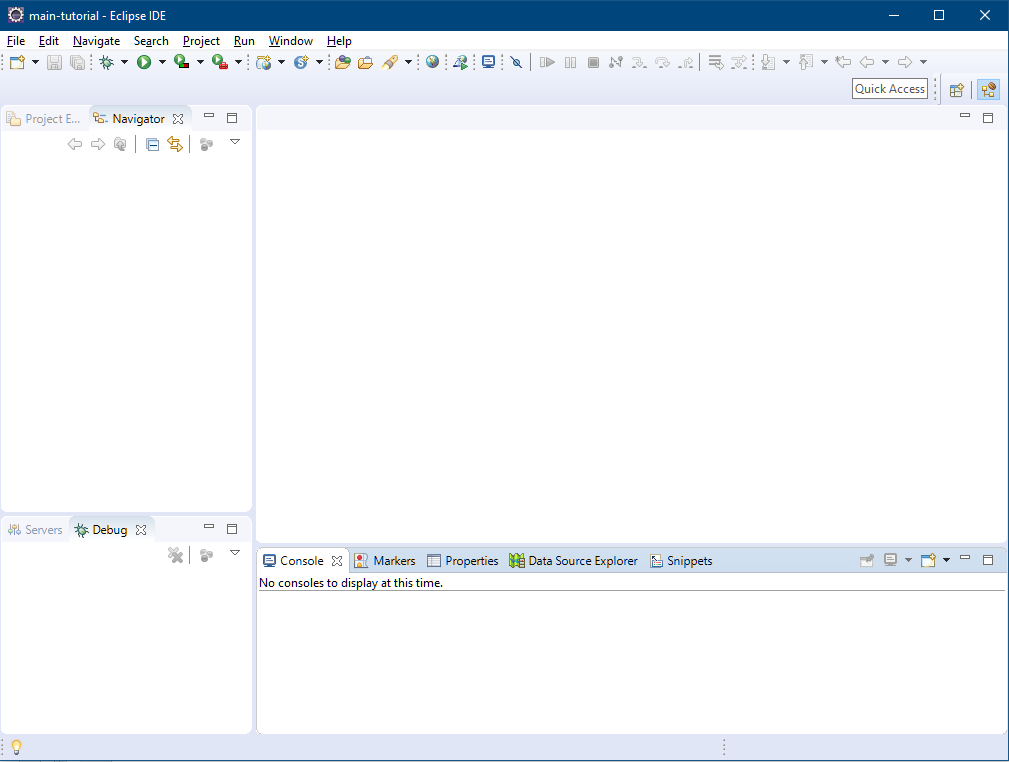 main-tutorial - Eclipse IDE
File Edit Navigate Search Project Run Window Help
Quick Access
Project E... Navigator
Servers Debug
Console Markers Properties Data Source Explorer Snippets
No consoles to display at this time.